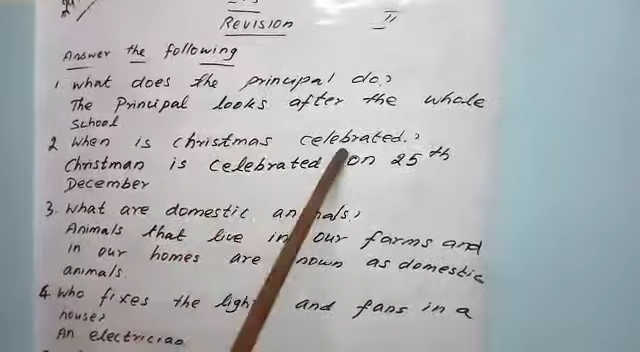 Revision II
Answer the following
1. What does the principal do?
The Principal looks after the whole
school.
2. When is christmas celebrated.?
Christman is celebrated on 25th
December
3. What are domestic animals?
Animals that live in our farms and
in our homes are known as domestic
animals.
4. Who fixes the light and fans in a
house?
An electrician